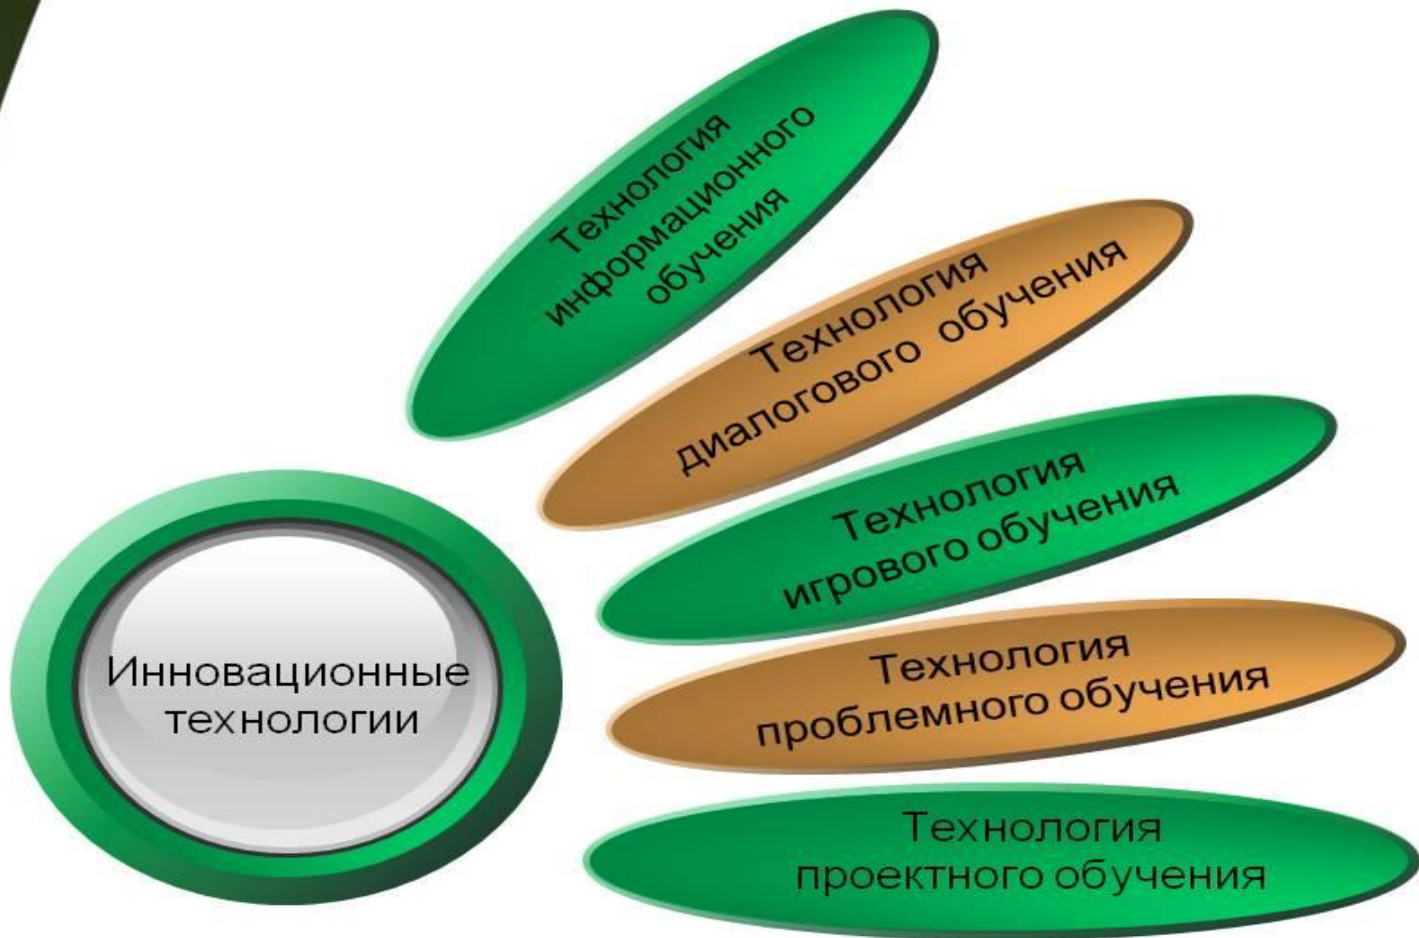 Технология
информационного
обучения
Технология
диалогового обучения
Технология
игрового обучения
Технология
проблемного обучения
Инновационные
технологии
Технология
проектного обучения